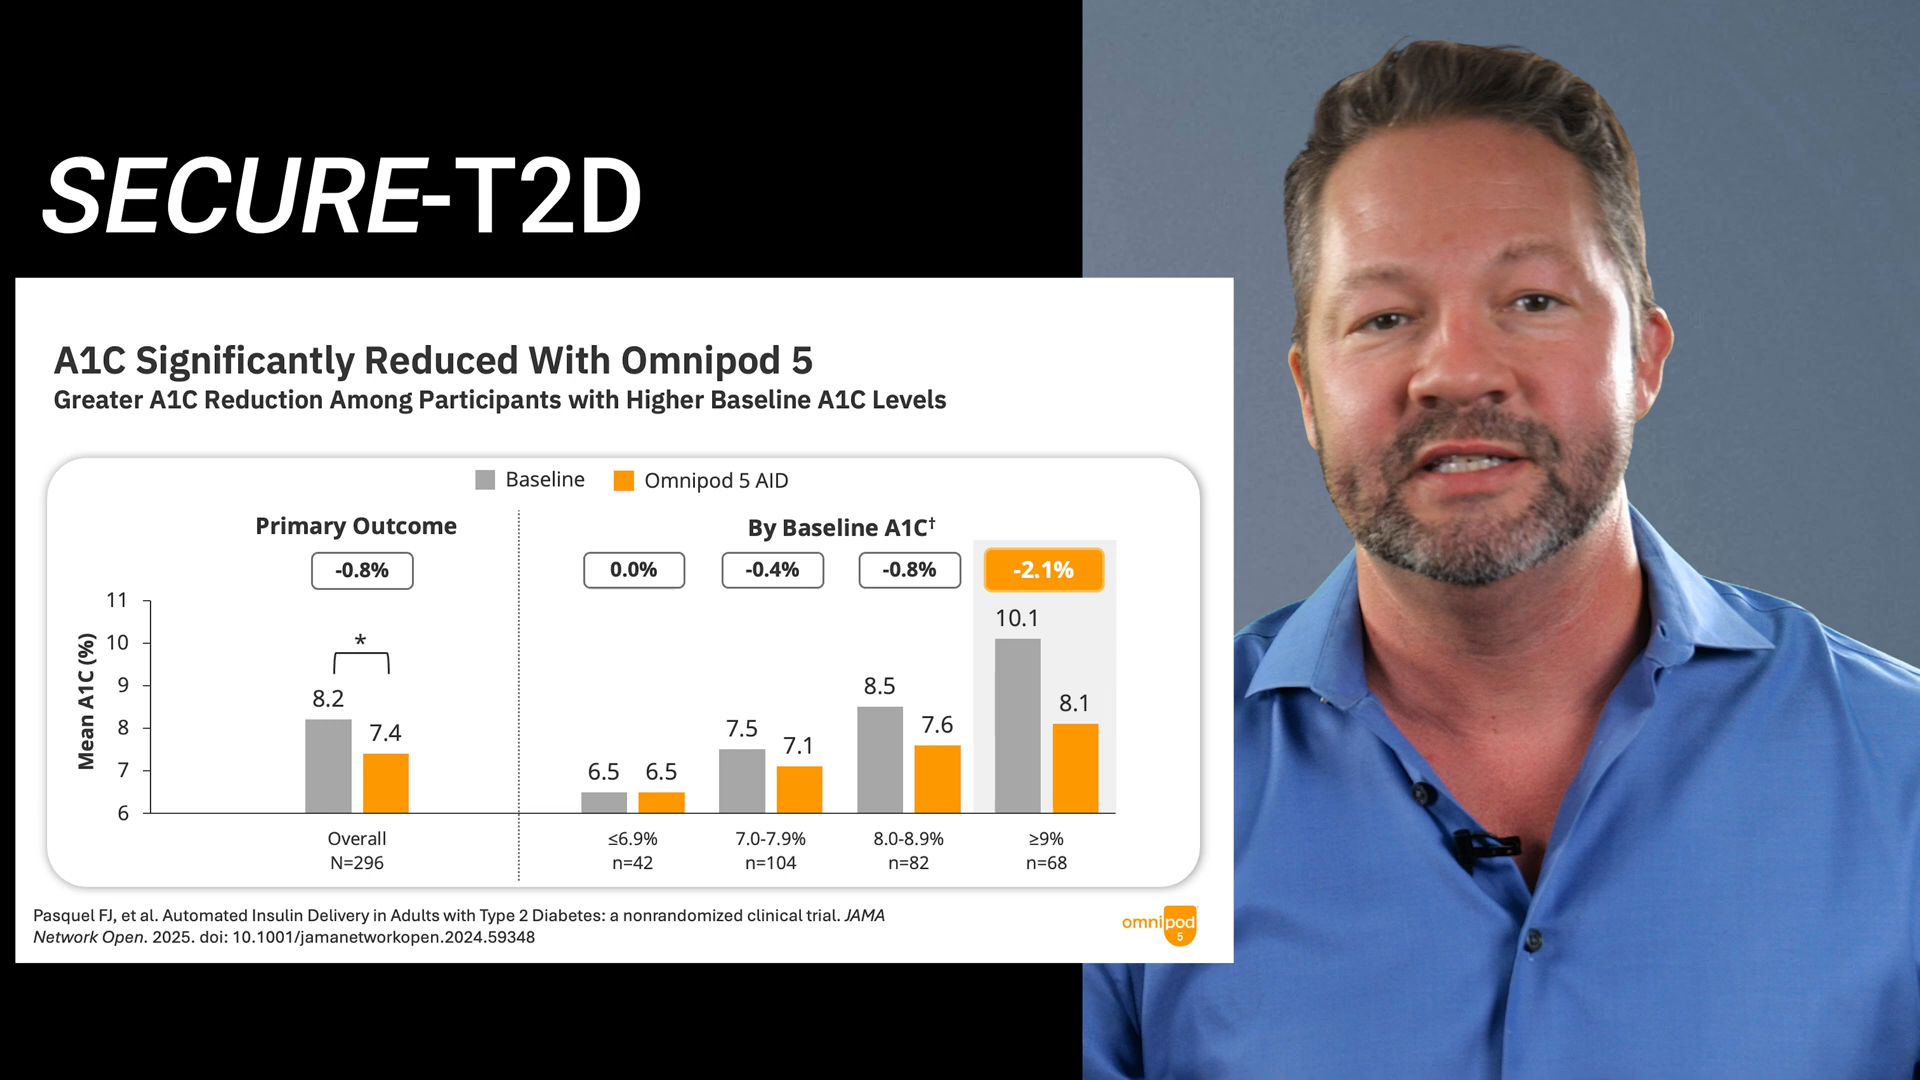 SECURE-T2D
A1C Significantly Reduced With Omnipod 5
Greater A1C Reduction Among Participants with Higher Baseline A1C Levels
Baseline Omnipod 5 AID
Primary Outcome By Baseline A1C†
-0.8% 0.0% -0.4% -0.8% -2.1%
Mean A1C (%)
11
10
9
8
7
6
*
8.2 7.4
6.5 6.5
7.5 7.1
8.5 7.6
10.1 8.1
Overall ≤6.9% 7.0-7.9% 8.0-8.9% ≥9%
N=296 n=42 n=104 n=82 n=68
Pasquel FJ, et al. Automated Insulin Delivery in Adults with Type 2 Diabetes: a nonrandomized clinical trial. JAMA
Network Open. 2025. doi: 10.1001/jamanetworkopen.2024.59348
omnipod
5